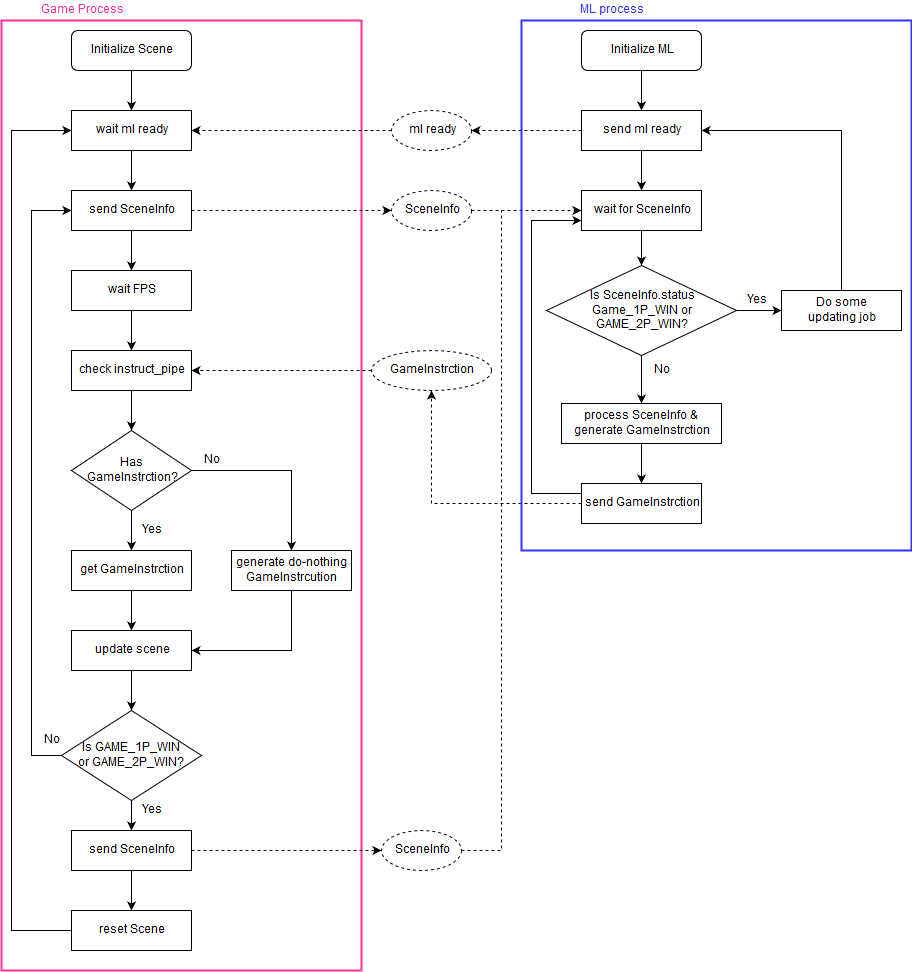 Game Process
Initialize Scene
wait ml ready
send SceneInfo
wait FPS
check instruct_pipe
Has
GameInstrction?
No
Yes
get GameInstrction
generate do-nothing
GameInstrcution
update scene
No
Is GAME_1P_WIN
or GAME_2P_WIN?
Yes
send SceneInfo
reset Scene
ml ready
SceneInfo
GameInstrction
SceneInfo
ML process
Initialize ML
send ml ready
wait for SceneInfo
Is SceneInfo.status
Game_1P_WIN or
GAME_2P_WIN?
Yes
Do some
updating job
No
process SceneInfo &
generate GameInstrction
send GameInstrction